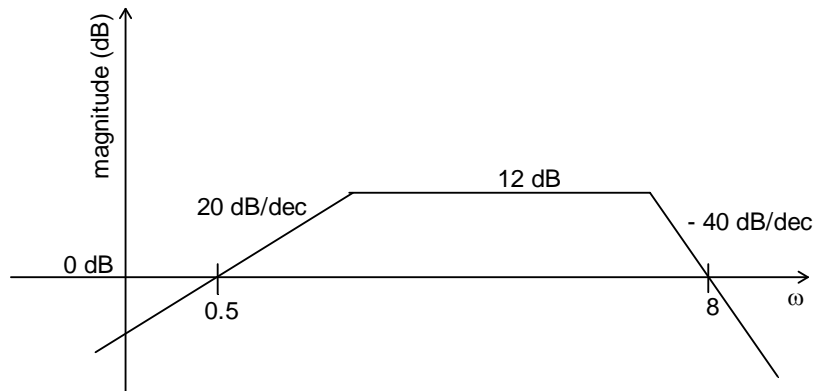 magnitude (dB)
12 dB
20 dB/dec
- 40 dB/dec
0 dB
0.5
8
ω